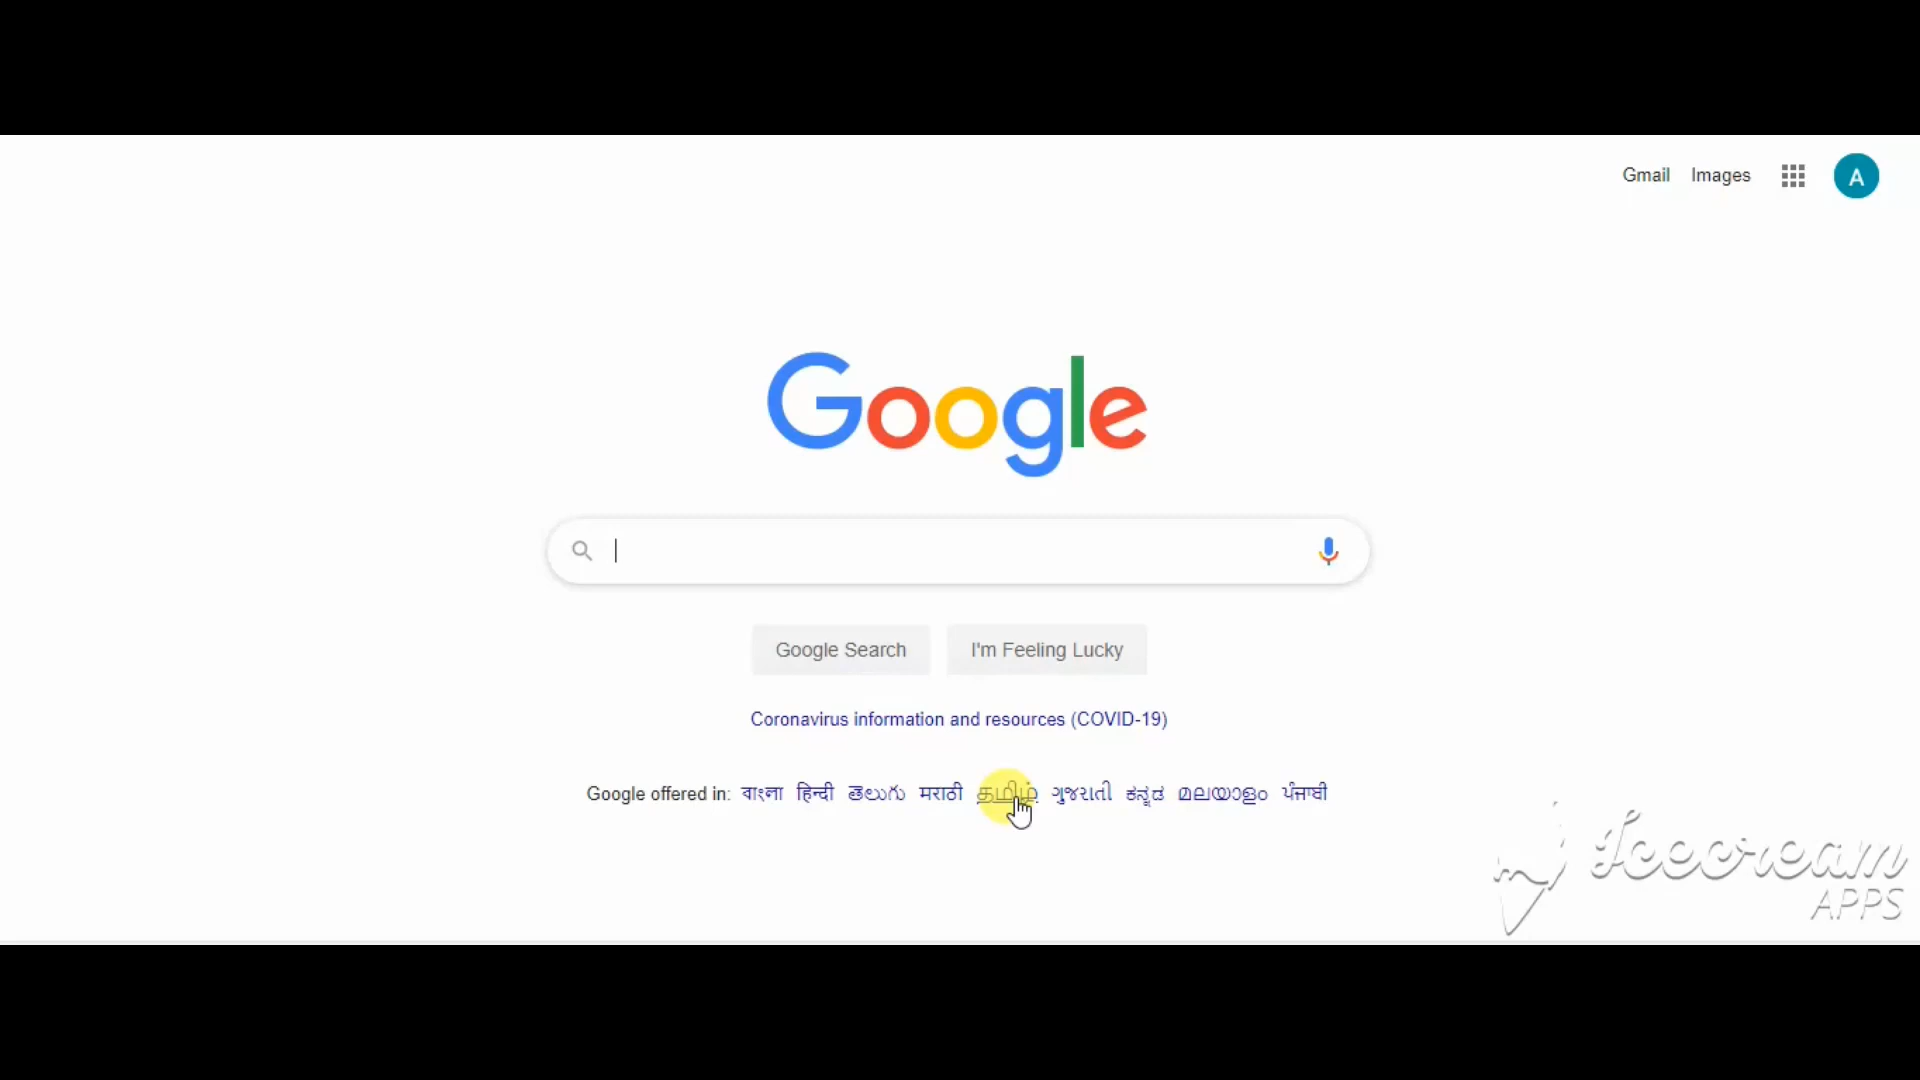 Gmail Images A
Google
Google Search I'm Feeling Lucky
Coronavirus information and resources (COVID-19)
Google offered in: বাংলা हिन्दी తెలుగు मराठी தமிழ் ગુજરાતી ಕನ್ನಡ മലയാളം ਪੰਜਾਬੀ
Icecream
APPS